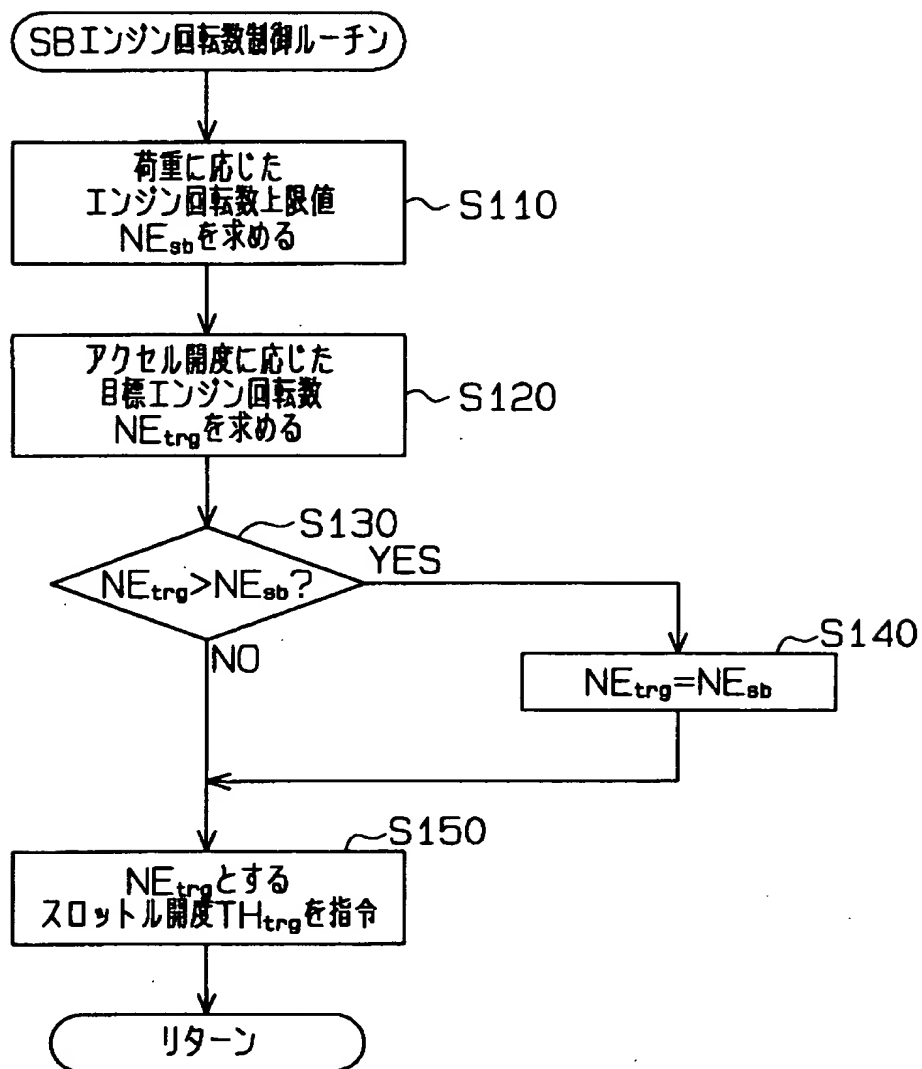 SBエンジン回転数制御ルーチン
荷重に応じた
エンジン回転数上限値
NEsbを求める
S110
アクセル開度に応じた
目標エンジン回転数
NEtrgを求める
S120
S130
NEtrg>NEsb?
YES
NO
S140
NEtrg=NEsb
S150
NEtrgとする
スロットル開度THtrgを指令
リターン